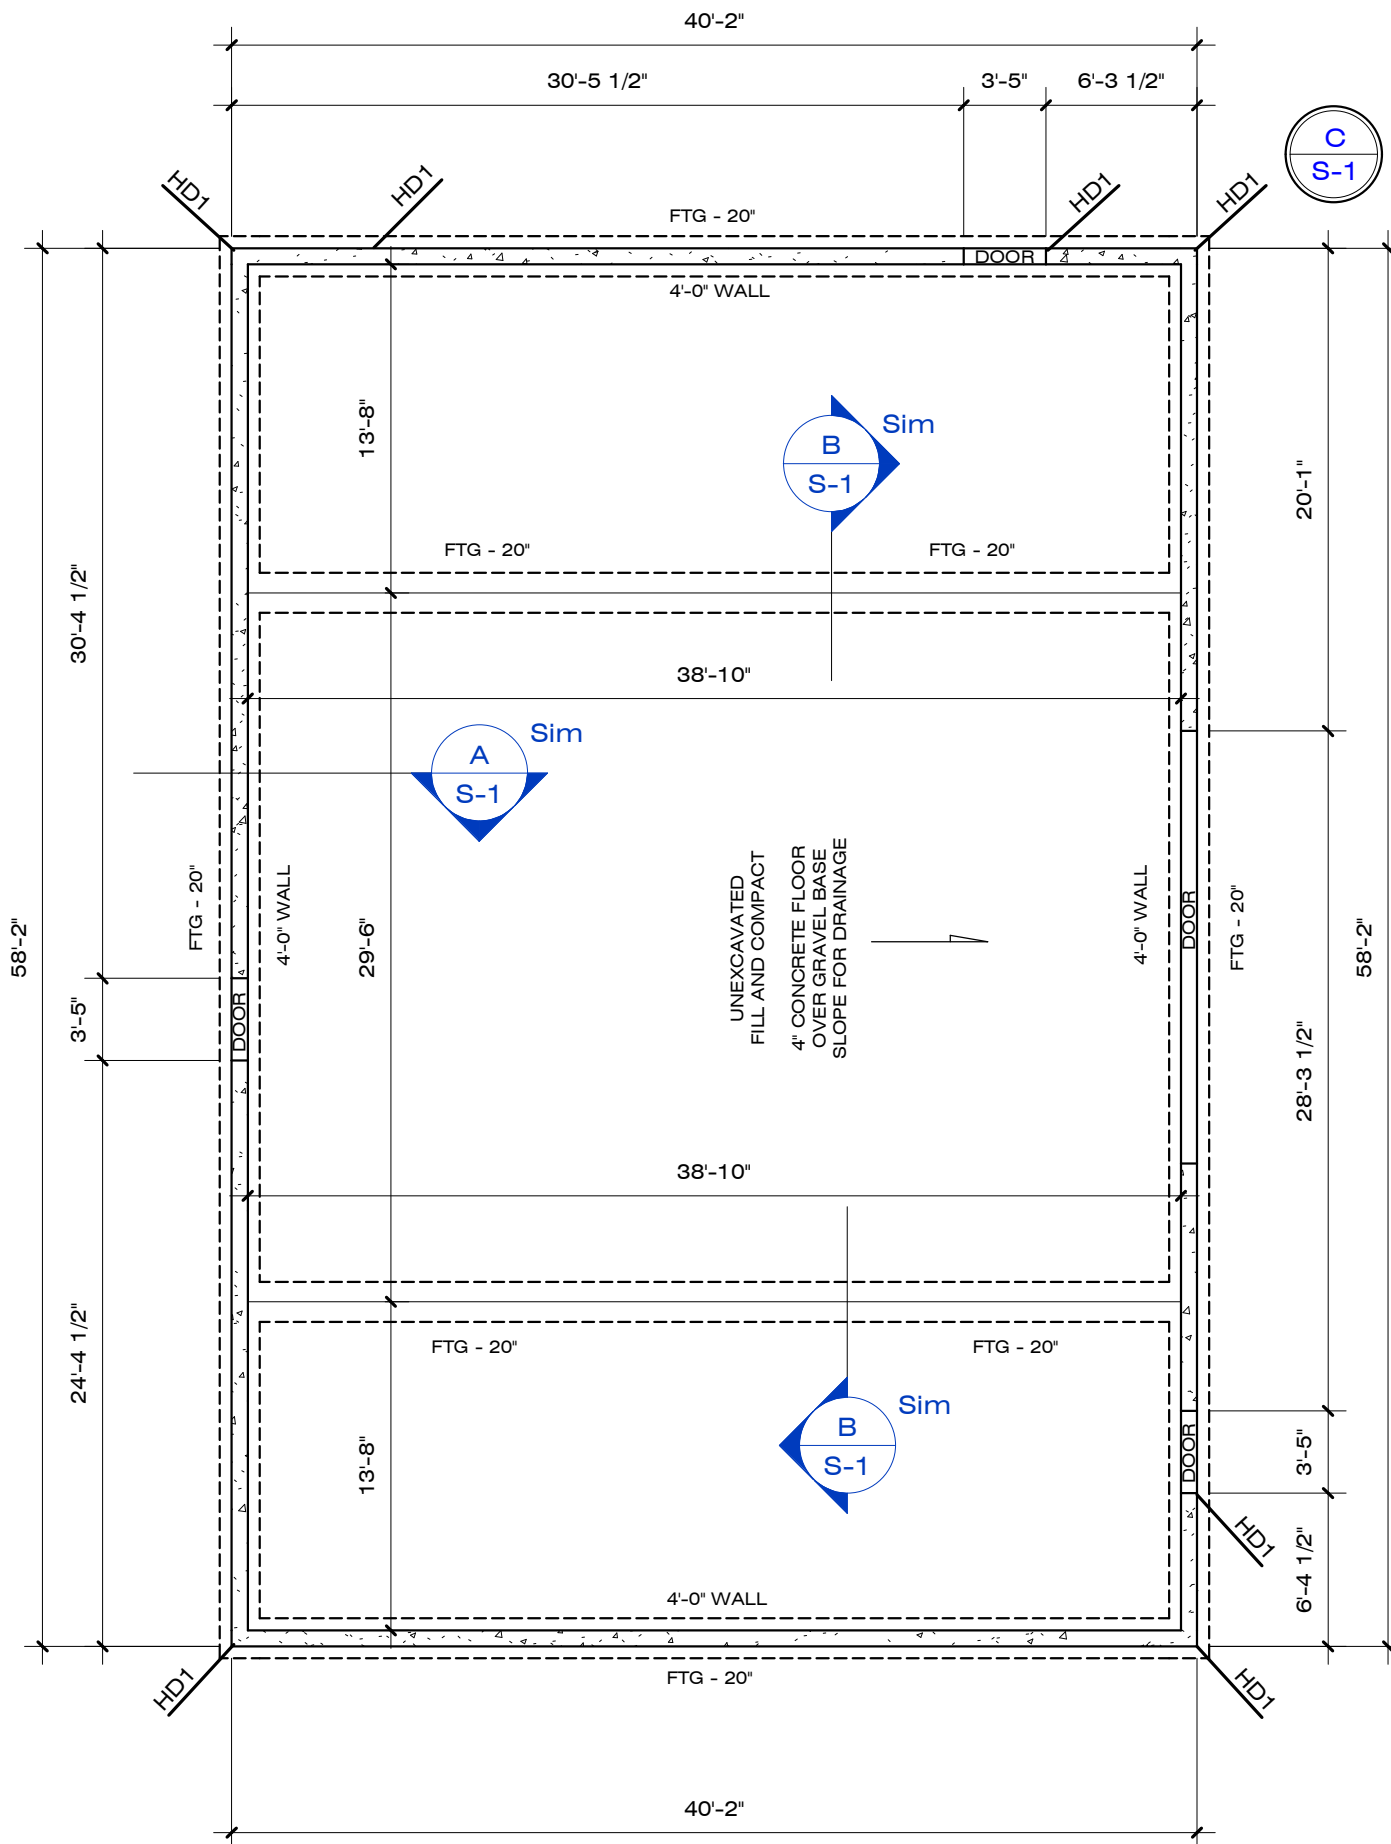 40'-2"
30'-5 1/2"
3'-5"
6'-3 1/2"
C
S-1
HD1
HD1
HD1
HD1
FTG - 20"
DOOR
4'-0" WALL
13'-8"
B
S-1
Sim
20'-1"
FTG - 20"
FTG - 20"
30'-4 1/2"
38'-10"
A
S-1
Sim
58'-2"
FTG - 20"
4'-0" WALL
29'-6"
UNEXCAVATED
FILL AND COMPACT
4" CONCRETE FLOOR
OVER GRAVEL BASE
SLOPE FOR DRAINAGE
4'-0" WALL
DOOR
FTG - 20"
58'-2"
3'-5"
DOOR
28'-3 1/2"
38'-10"
24'-4 1/2"
FTG - 20"
FTG - 20"
13'-8"
B
S-1
Sim
DOOR
3'-5"
HD1
6'-4 1/2"
4'-0" WALL
HD1
FTG - 20"
HD1
40'-2"